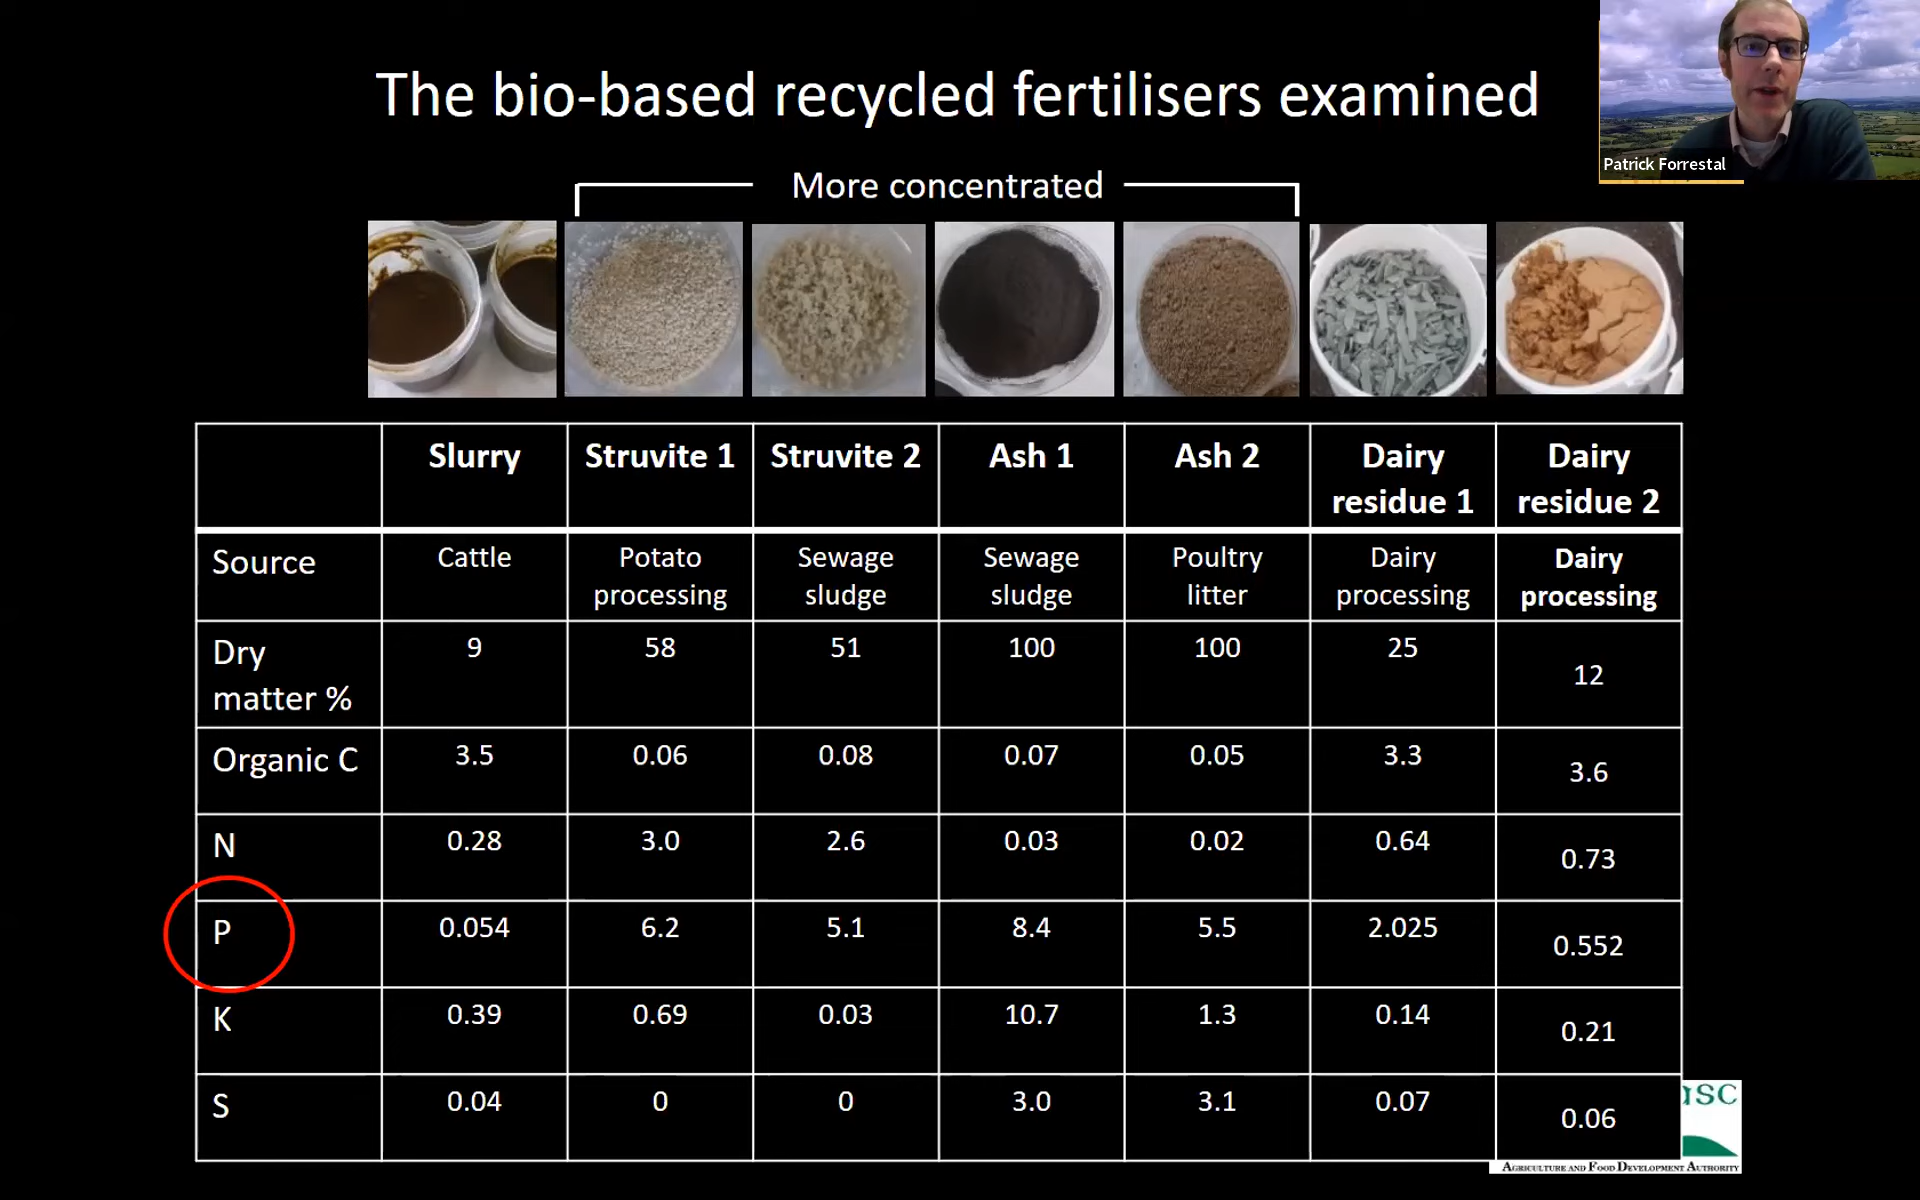 The bio-based recycled fertilisers examined
Patrick Forrestal
More concentrated
Slurry Struvite 1 Struvite 2 Ash 1 Ash 2 Dairy residue 1 Dairy residue 2
Source Cattle Potato processing Sewage sludge Sewage sludge Poultry litter Dairy processing Dairy processing
Dry matter % 9 58 51 100 100 25 12
Organic C 3.5 0.06 0.08 0.07 0.05 3.3 3.6
N 0.28 3.0 2.6 0.03 0.02 0.64 0.73
P 0.054 6.2 5.1 8.4 5.5 2.025 0.552
K 0.39 0.69 0.03 10.7 1.3 0.14 0.21
S 0.04 0 0 3.0 3.1 0.07 0.06
AGRICULTURE AND FOOD DEVELOPMENT AUTHORITY